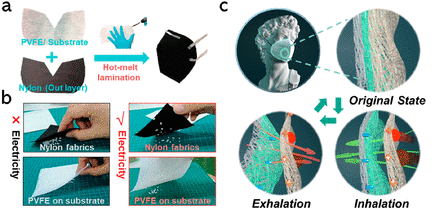 a
PVFE/ Substrate
Nylon (Out layer)
Hot-melt
lamination
b
× Electricity
Nylon fabrics
PVFE on substrate
√ Electricity
Nylon fabrics
PVFE on substrate
c
Original State
Exhalation
Inhalation